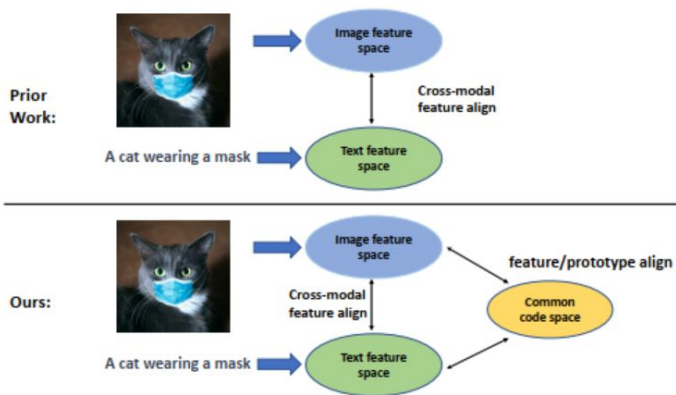 Prior
Work:
Image feature
space
Cross-modal
feature align
A cat wearing a mask
Text feature
space
Ours:
Image feature
space
feature/prototype align
Cross-modal
feature align
Common
code space
A cat wearing a mask
Text feature
space